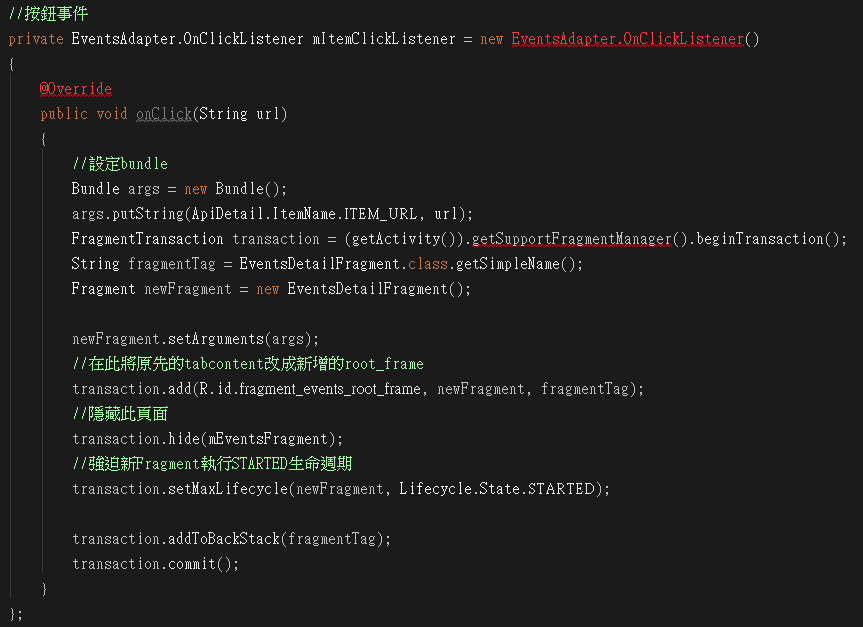 //按鈕事件
private EventsAdapter.OnClickListener mItemClickListener = new EventsAdapter.OnClickListener()
{
@Override
public void onClick(String url)
{
//設定bundle
Bundle args = new Bundle();
args.putString(ApiDetail.ItemName.ITEM_URL, url);
FragmentTransaction transaction = (getActivity()).getSupportFragmentManager().beginTransaction();
String fragmentTag = EventsDetailFragment.class.getSimpleName();
Fragment newFragment = new EventsDetailFragment();
newFragment.setArguments(args);
//在此將原先的tabcontent改成新增的root_frame
transaction.add(R.id.fragment_events_root_frame, newFragment, fragmentTag);
//隱藏此頁面
transaction.hide(mEventsFragment);
//強迫新Fragment執行STARTED生命週期
transaction.setMaxLifecycle(newFragment, Lifecycle.State.STARTED);
transaction.addToBackStack(fragmentTag);
transaction.commit();
}
};